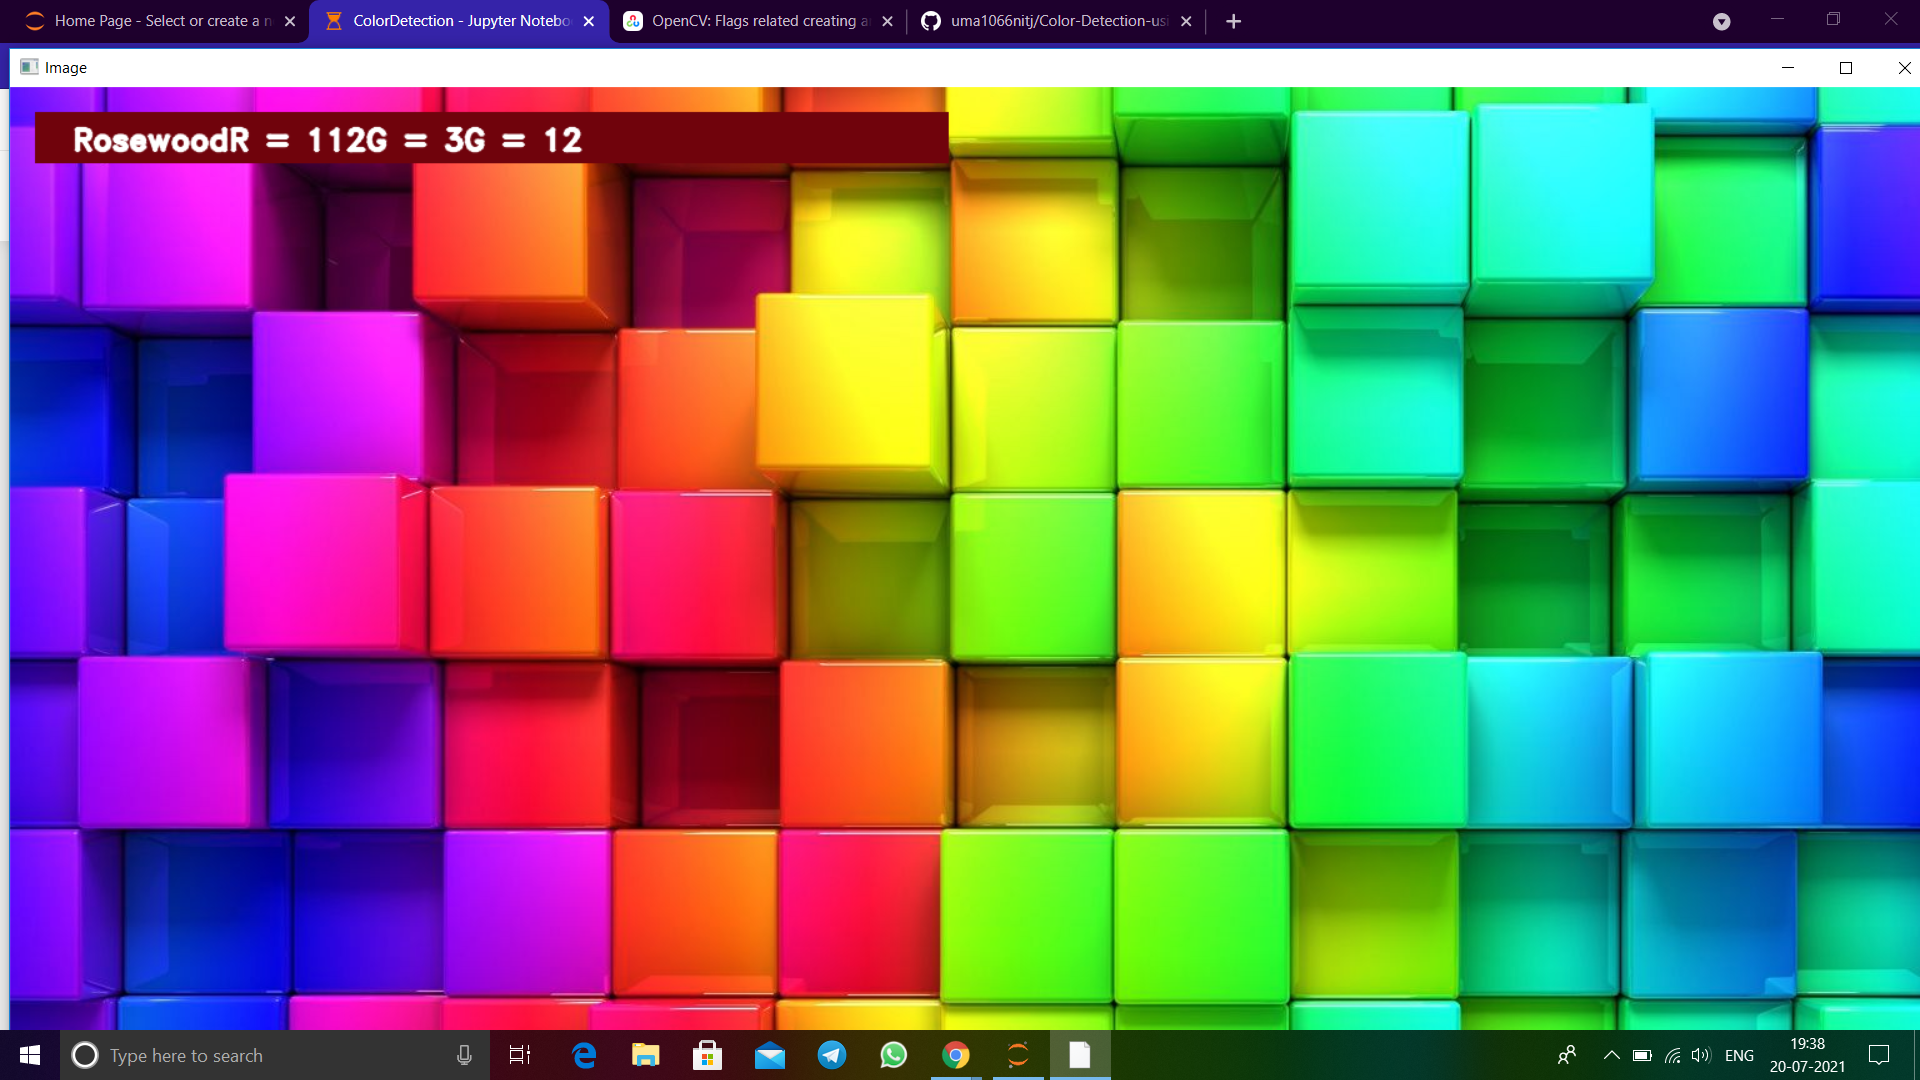 Home Page - Select or create a n
ColorDetection - Jupyter Notebo
OpenCV: Flags related creating a
uma1066nitj/Color-Detection-usi
Image
RosewoodR = 112G = 3G = 12
Type here to search
ENG
19:38
20-07-2021